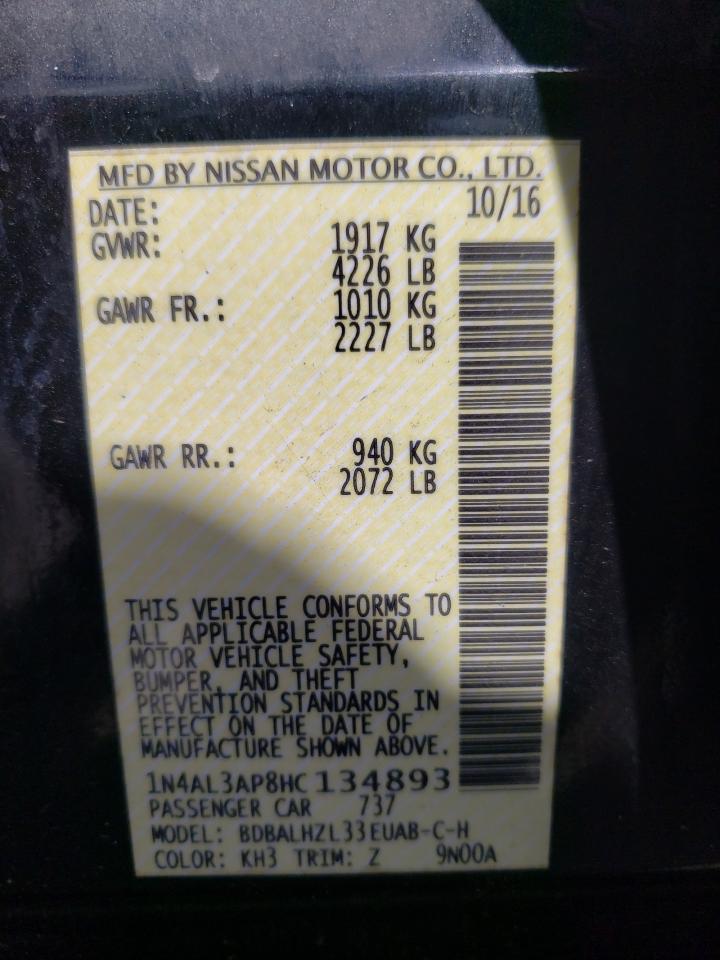 MFD BY NISSAN MOTOR CO., LTD.
DATE: 10/16
GVWR: 1917 KG
4226 LB
GAWR FR.: 1010 KG
2227 LB
GAWR RR.: 940 KG
2072 LB
THIS VEHICLE CONFORMS TO
ALL APPLICABLE FEDERAL
MOTOR VEHICLE SAFETY,
BUMPER, AND THEFT
PREVENTION STANDARDS IN
EFFECT ON THE DATE OF
MANUFACTURE SHOWN ABOVE.
1N4AL3AP8HC134893
PASSENGER CAR 737
MODEL: BDBALHZL33EUAB-C-H
COLOR: KH3 TRIM: Z 9N00A